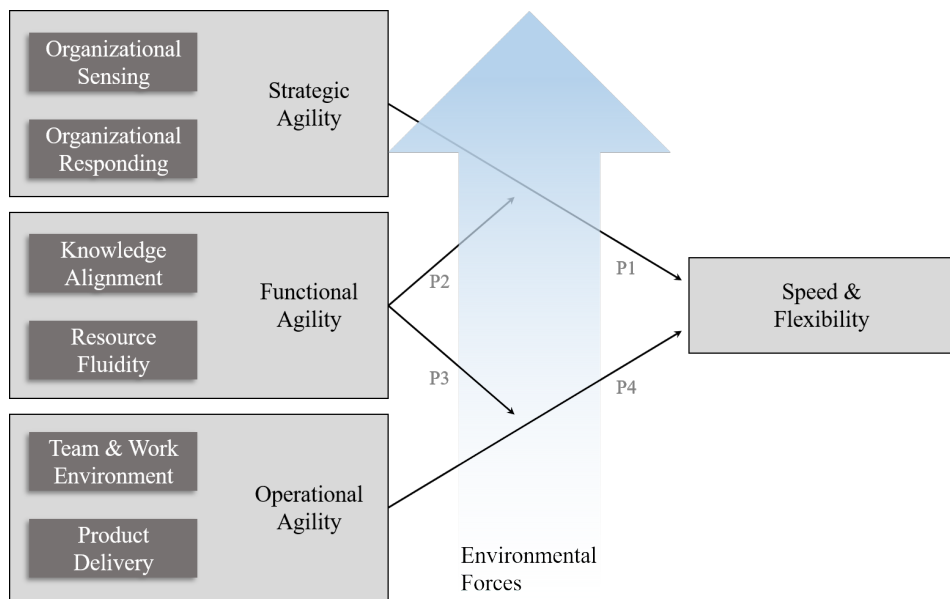 Organizational
Sensing
Organizational
Responding
Strategic
Agility
Knowledge
Alignment
Resource
Fluidity
Functional
Agility
Team & Work
Environment
Product
Delivery
Operational
Agility
P2
P3
P1
P4
Speed &
Flexibility
Environmental
Forces